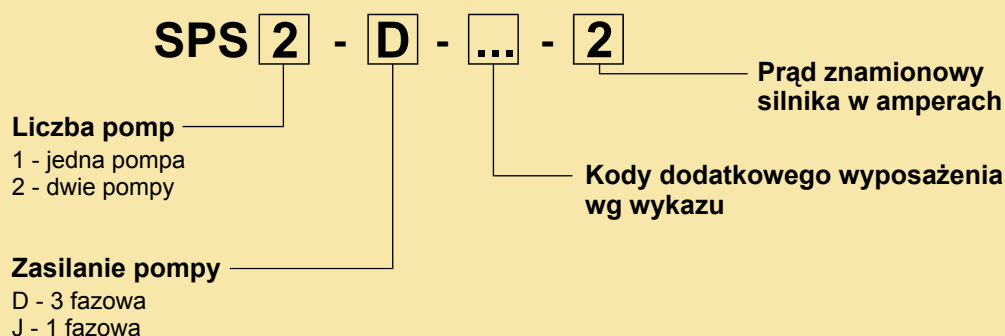 SPS 2 - D - ... - 2
Prąd znamionowy
silnika w amperach
Liczba pomp
1 - jedna pompa
2 - dwie pompy
Kody dodatkowego wyposażenia
wg wykazu
Zasilanie pompy
D - 3 fazowa
J - 1 fazowa